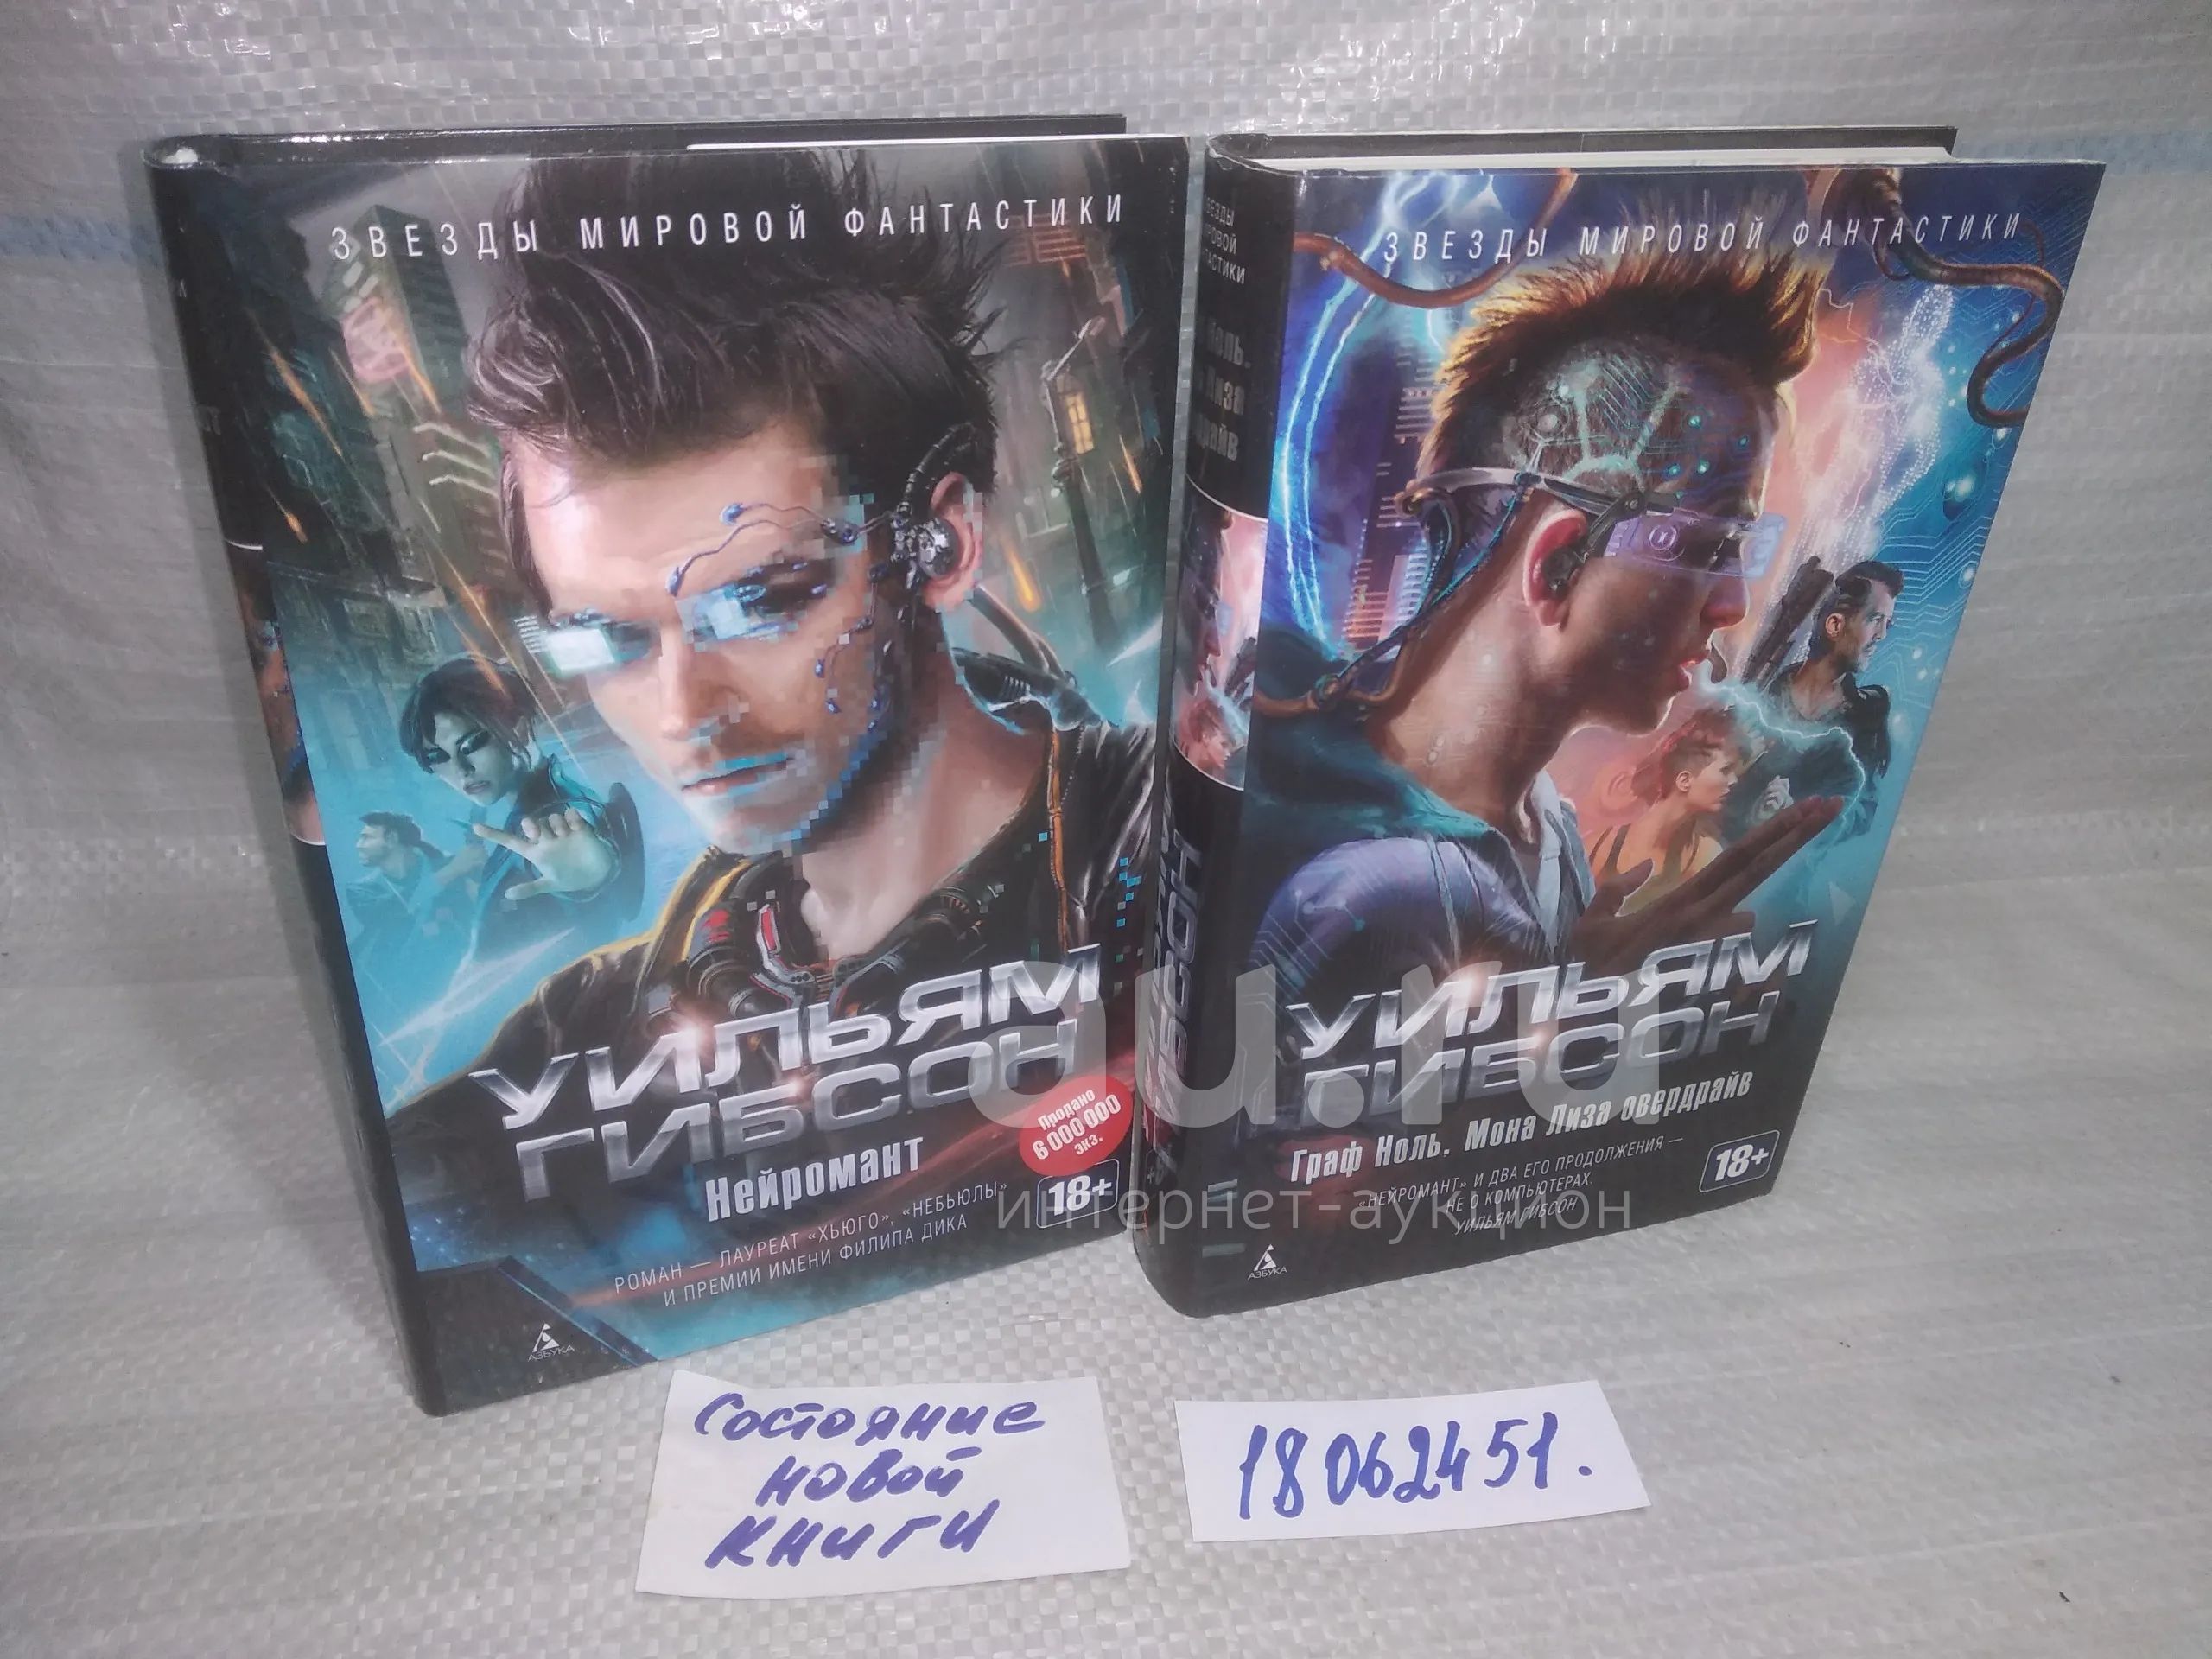 ЗВЕЗДЫ МИРОВОЙ ФАНТАСТИКИ
УИЛЬЯМ
ГИБСОН
Продано
6 000 000
экз.
Нейромант
18+
РОМАН — ЛАУРЕАТ «ХЬЮГО», «НЕБЬЮЛЫ»
И ПРЕМИИ ИМЕНИ ФИЛИПА ДИКА
АЗБУКА
ЗВЕЗДЫ МИРОВОЙ ФАНТАСТИКИ
УИЛЬЯМ
ГИБСОН
Граф Ноль. Мона Лиза овердрайв
«НЕЙРОМАНТ» И ДВА ЕГО ПРОДОЛЖЕНИЯ —
НЕ О КОМПЬЮТЕРАХ.
УИЛЬЯМ ГИБСОН
18+
АЗБУКА
au.ru
интернет-аукцион
Состояние
новой
книги
18062451.